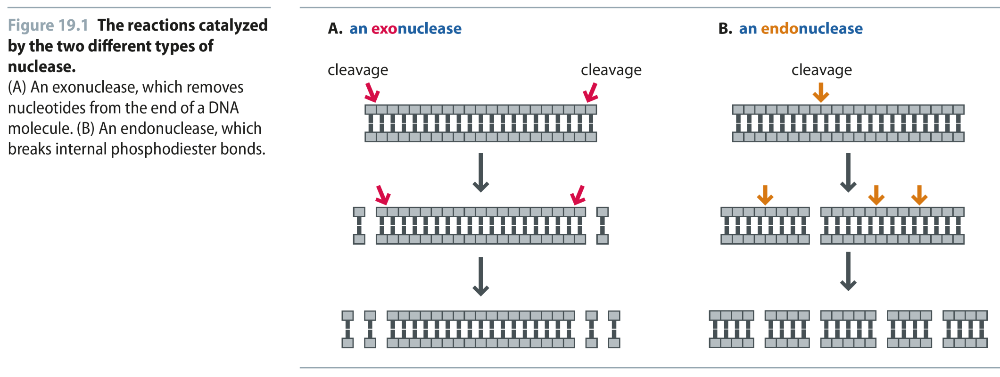 Figure 19.1 The reactions catalyzed
by the two different types of
nuclease.
(A) An exonuclease, which removes
nucleotides from the end of a DNA
molecule. (B) An endonuclease, which
breaks internal phosphodiester bonds.
A. an exonuclease
cleavage cleavage
B. an endonuclease
cleavage